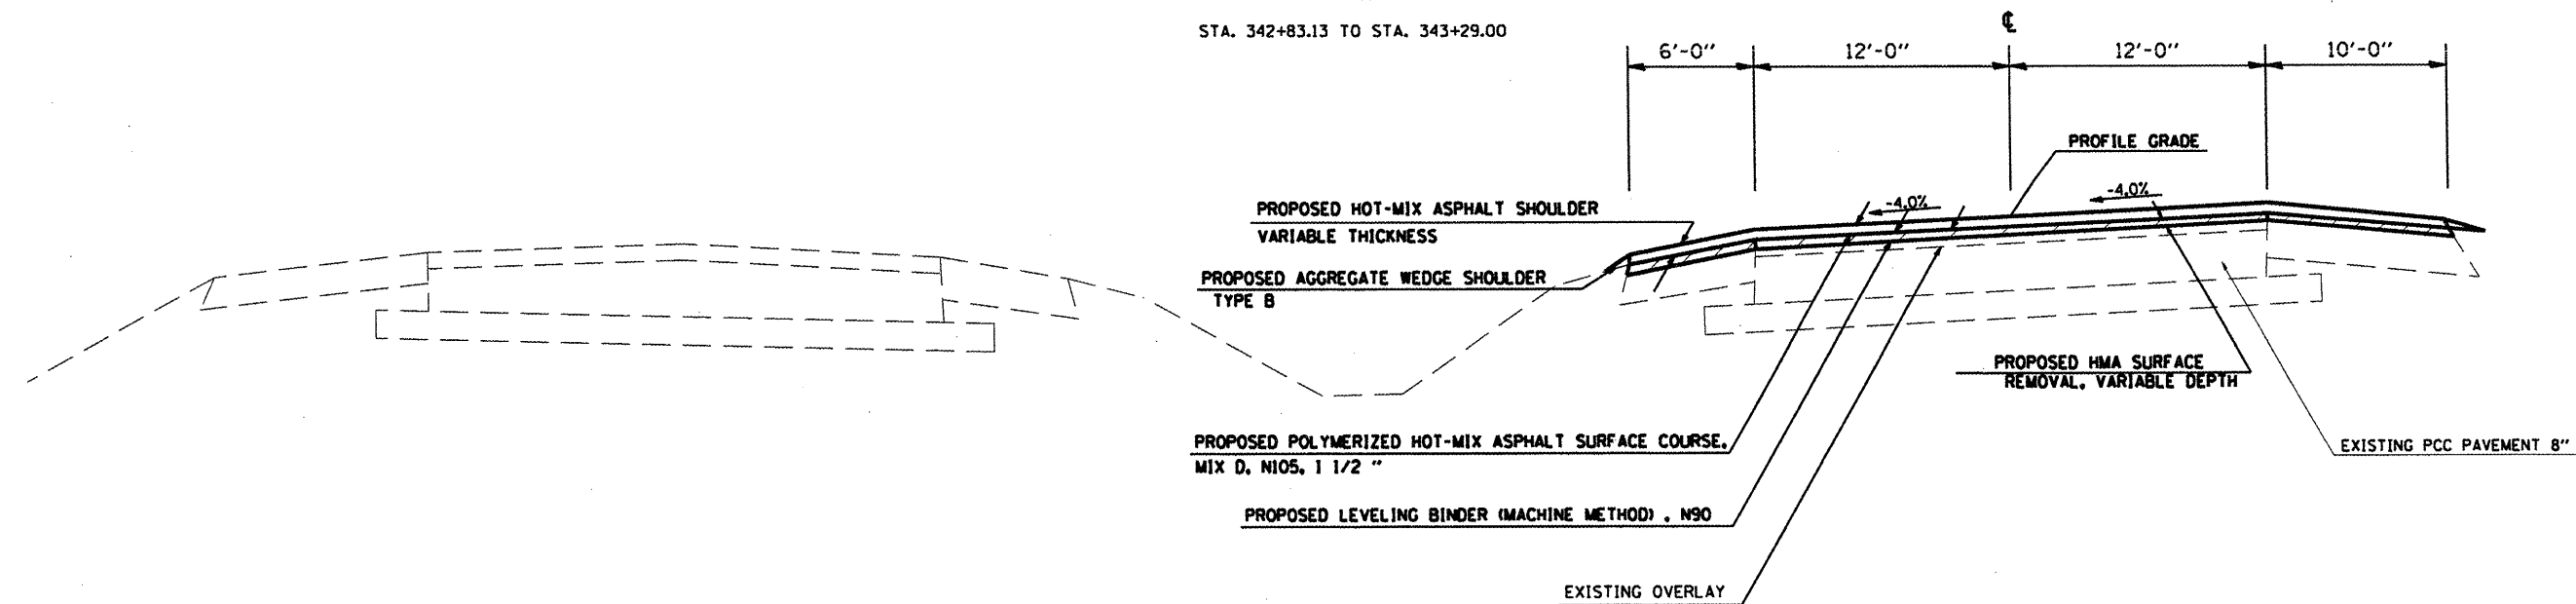 STA. 342+83.13 TO STA. 343+29.00
℄
6'-0" 12'-0" 12'-0" 10'-0"
PROFILE GRADE
-4.0% -4.0%
PROPOSED HOT-MIX ASPHALT SHOULDER
VARIABLE THICKNESS
PROPOSED AGGREGATE WEDGE SHOULDER
TYPE B
PROPOSED HMA SURFACE
REMOVAL, VARIABLE DEPTH
PROPOSED POLYMERIZED HOT-MIX ASPHALT SURFACE COURSE,
MIX D, N105, 1 1/2 "
EXISTING PCC PAVEMENT 8"
PROPOSED LEVELING BINDER (MACHINE METHOD) , N90
EXISTING OVERLAY